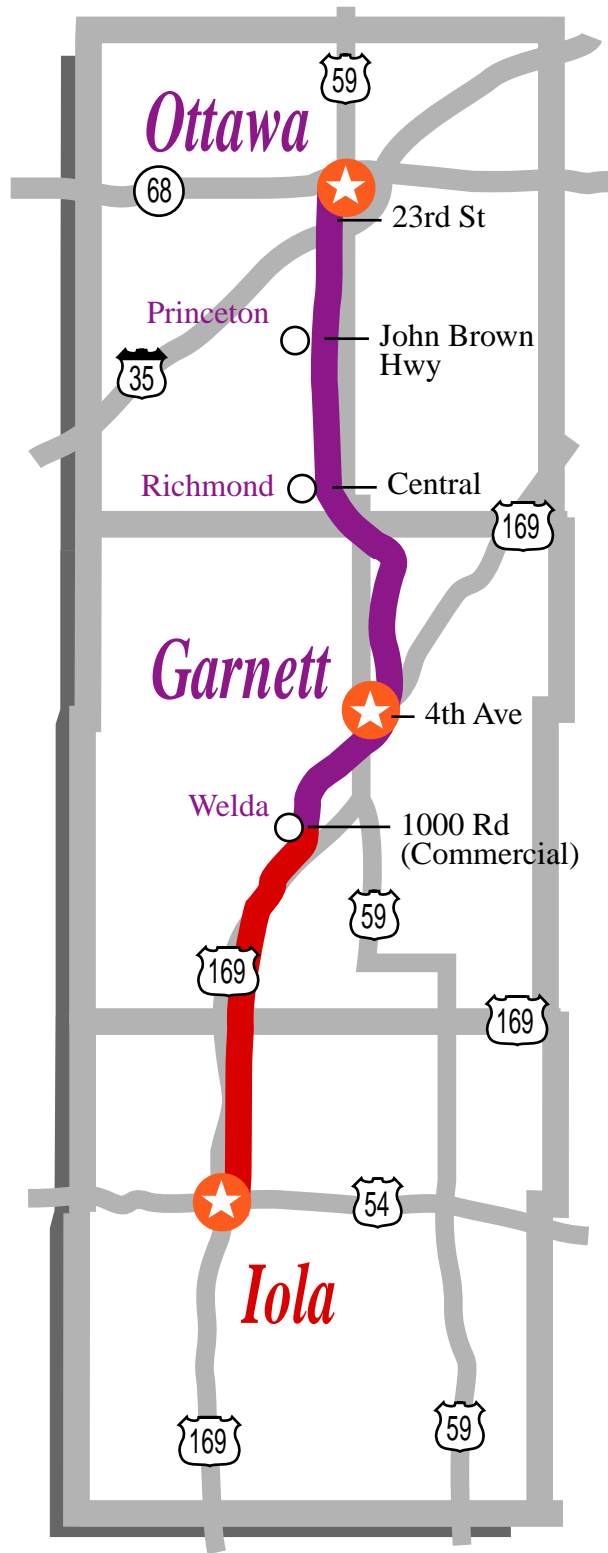 59
Ottawa
68
23rd St
Princeton
John Brown
Hwy
35
Richmond
Central
169
Garnett
4th Ave
Welda
1000 Rd
(Commercial)
59
169
169
54
Iola
169
59